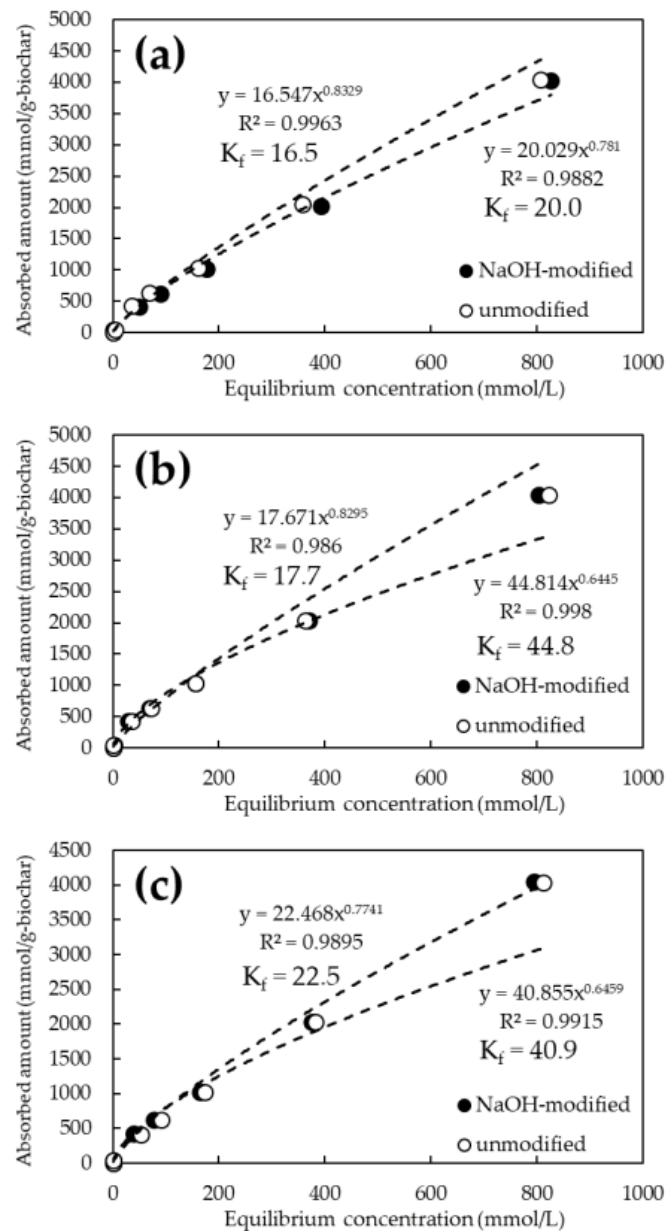 5000
(a)
4500
4000
y = 16.547x^0.8329
3500
R² = 0.9963
3000
K_f = 16.5
y = 20.029x^0.781
2500
R² = 0.9882
2000
K_f = 20.0
1500
1000
NaOH-modified
500
unmodified
0
0 200 400 600 800 1000
Absorbed amount (mmol/g-biochar)
Equilibrium concentration (mmol/L)
5000
(b)
4500
4000
3500
y = 17.671x^0.8295
3000
R² = 0.986
K_f = 17.7
2500
y = 44.814x^0.6445
2000
R² = 0.998
1500
K_f = 44.8
1000
NaOH-modified
500
unmodified
0
0 200 400 600 800 1000
Absorbed amount (mmol/g-biochar)
Equilibrium concentration (mmol/L)
4500
(c)
4000
3500
y = 22.468x^0.7741
3000
R² = 0.9895
K_f = 22.5
2500
y = 40.855x^0.6459
2000
R² = 0.9915
K_f = 40.9
1500
1000
NaOH-modified
500
unmodified
0
0 200 400 600 800 1000
Absorbed amount (mmol/g-biochar)
Equilibrium concentration (mmol/L)